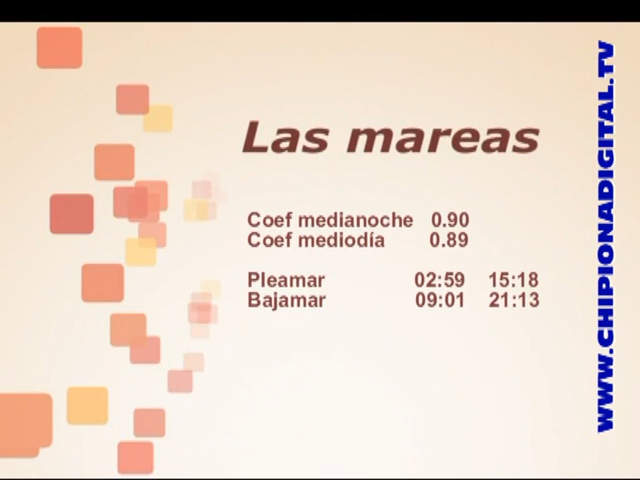 Las mareas
Coef medianoche 0.90
Coef mediodía 0.89
Pleamar 02:59 15:18
Bajamar 09:01 21:13
WWW.CHIPIONADIGITAL.TV